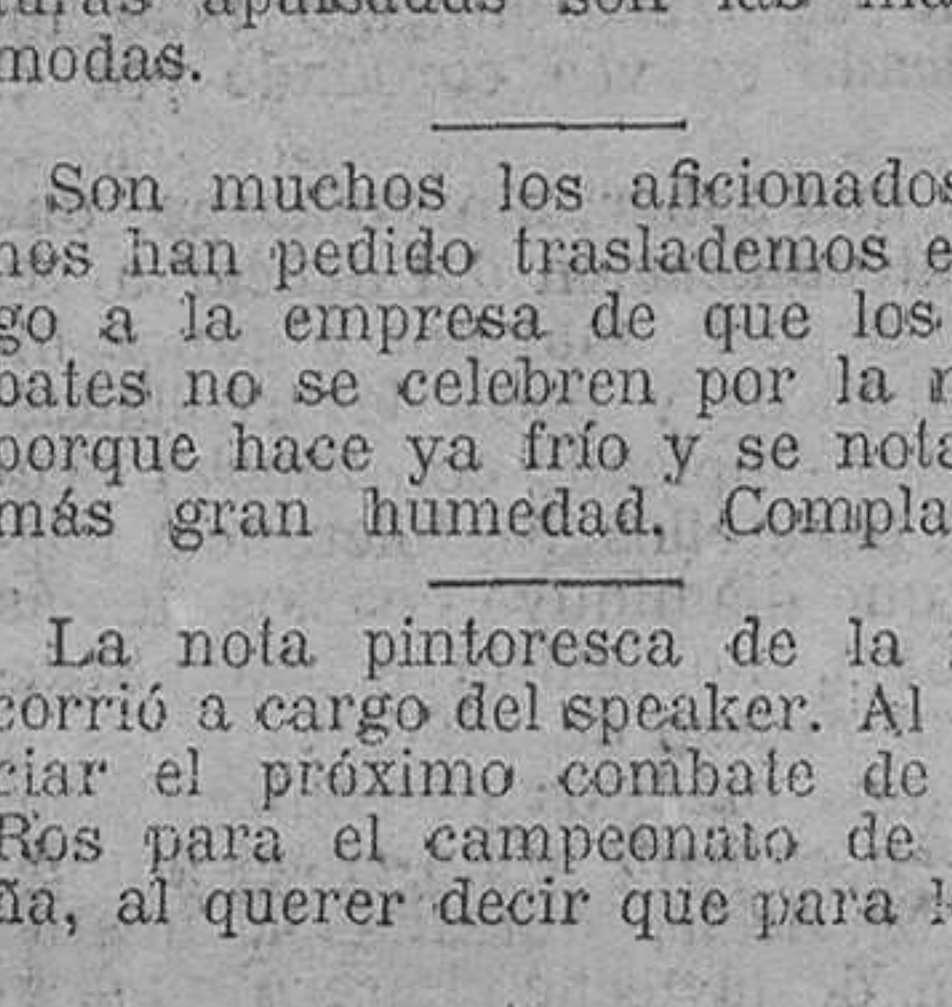 modas.
Son muchos los aficionados
nos han pedido traslademos e
go a la empresa de que los
bates no se celebren por la
porque hace ya frío y se nota
más gran humedad. Compla
La nota pintoresca de la
corrió a cargo del speaker. Al
ciar el próximo combate de
Ros para el campeonato de
ña, al querer decir que para